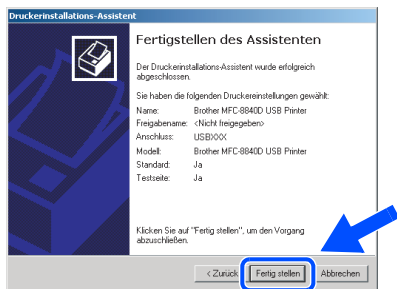 Druckerinstallations-Assistent
Fertigstellen des Assistenten
Der Druckerinstallations-Assistent wurde erfolgreich
abgeschlossen.
Sie haben die folgenden Druckereinstellungen gewählt:
Name: Brother MFC-8840D USB Printer
Freigabename: <Nicht freigegeben>
Anschluss: USBXXX
Modell: Brother MFC-8840D USB Printer
Standard: Ja
Testseite: Ja
Klicken Sie auf "Fertig stellen", um den Vorgang
abzuschließen.
< Zurück Fertig stellen Abbrechen